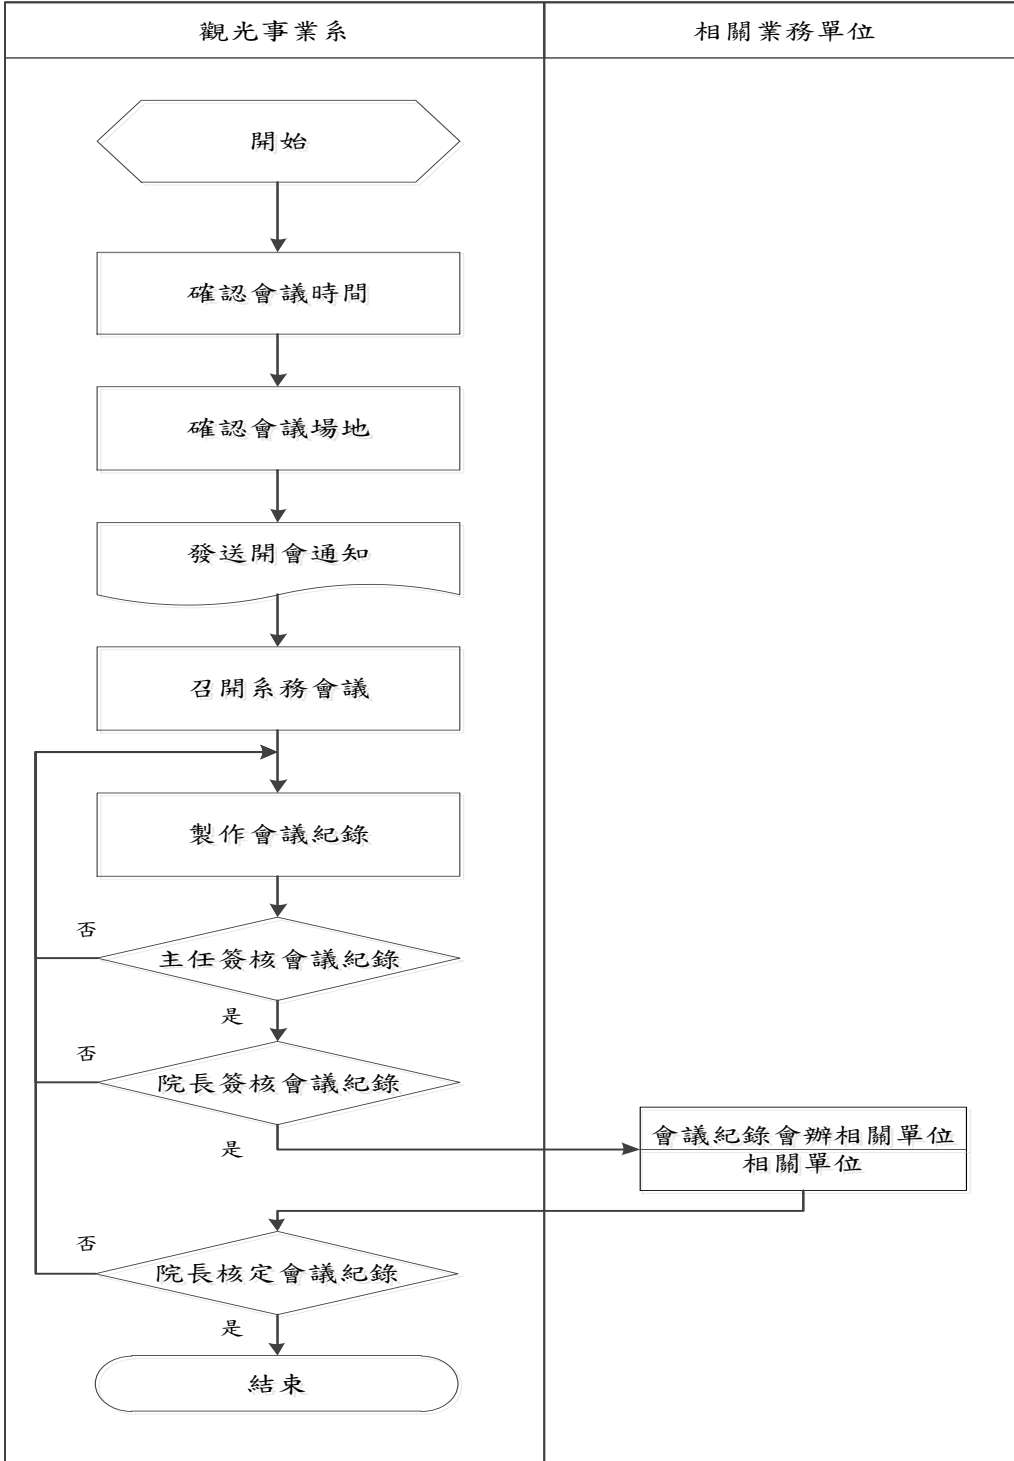 觀光事業系
相關業務單位
開始
確認會議時間
確認會議場地
發送開會通知
召開系務會議
製作會議紀錄
否
主任簽核會議紀錄
是
否
院長簽核會議紀錄
是
會議紀錄會辦相關單位
相關單位
否
院長核定會議紀錄
是
結束